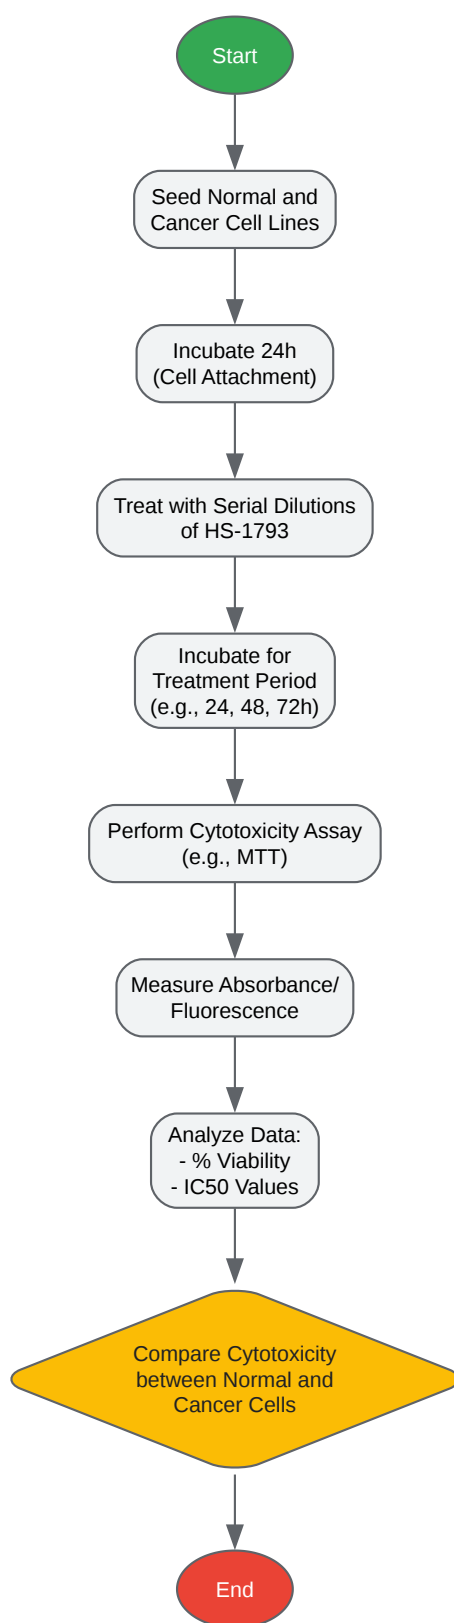 Start
Seed Normal and
Cancer Cell Lines
Incubate 24h
(Cell Attachment)
Treat with Serial Dilutions
of HS-1793
Incubate for
Treatment Period
(e.g., 24, 48, 72h)
Perform Cytotoxicity Assay
(e.g., MTT)
Measure Absorbance/
Fluorescence
Analyze Data:
- % Viability
- IC50 Values
Compare Cytotoxicity
between Normal and
Cancer Cells
End